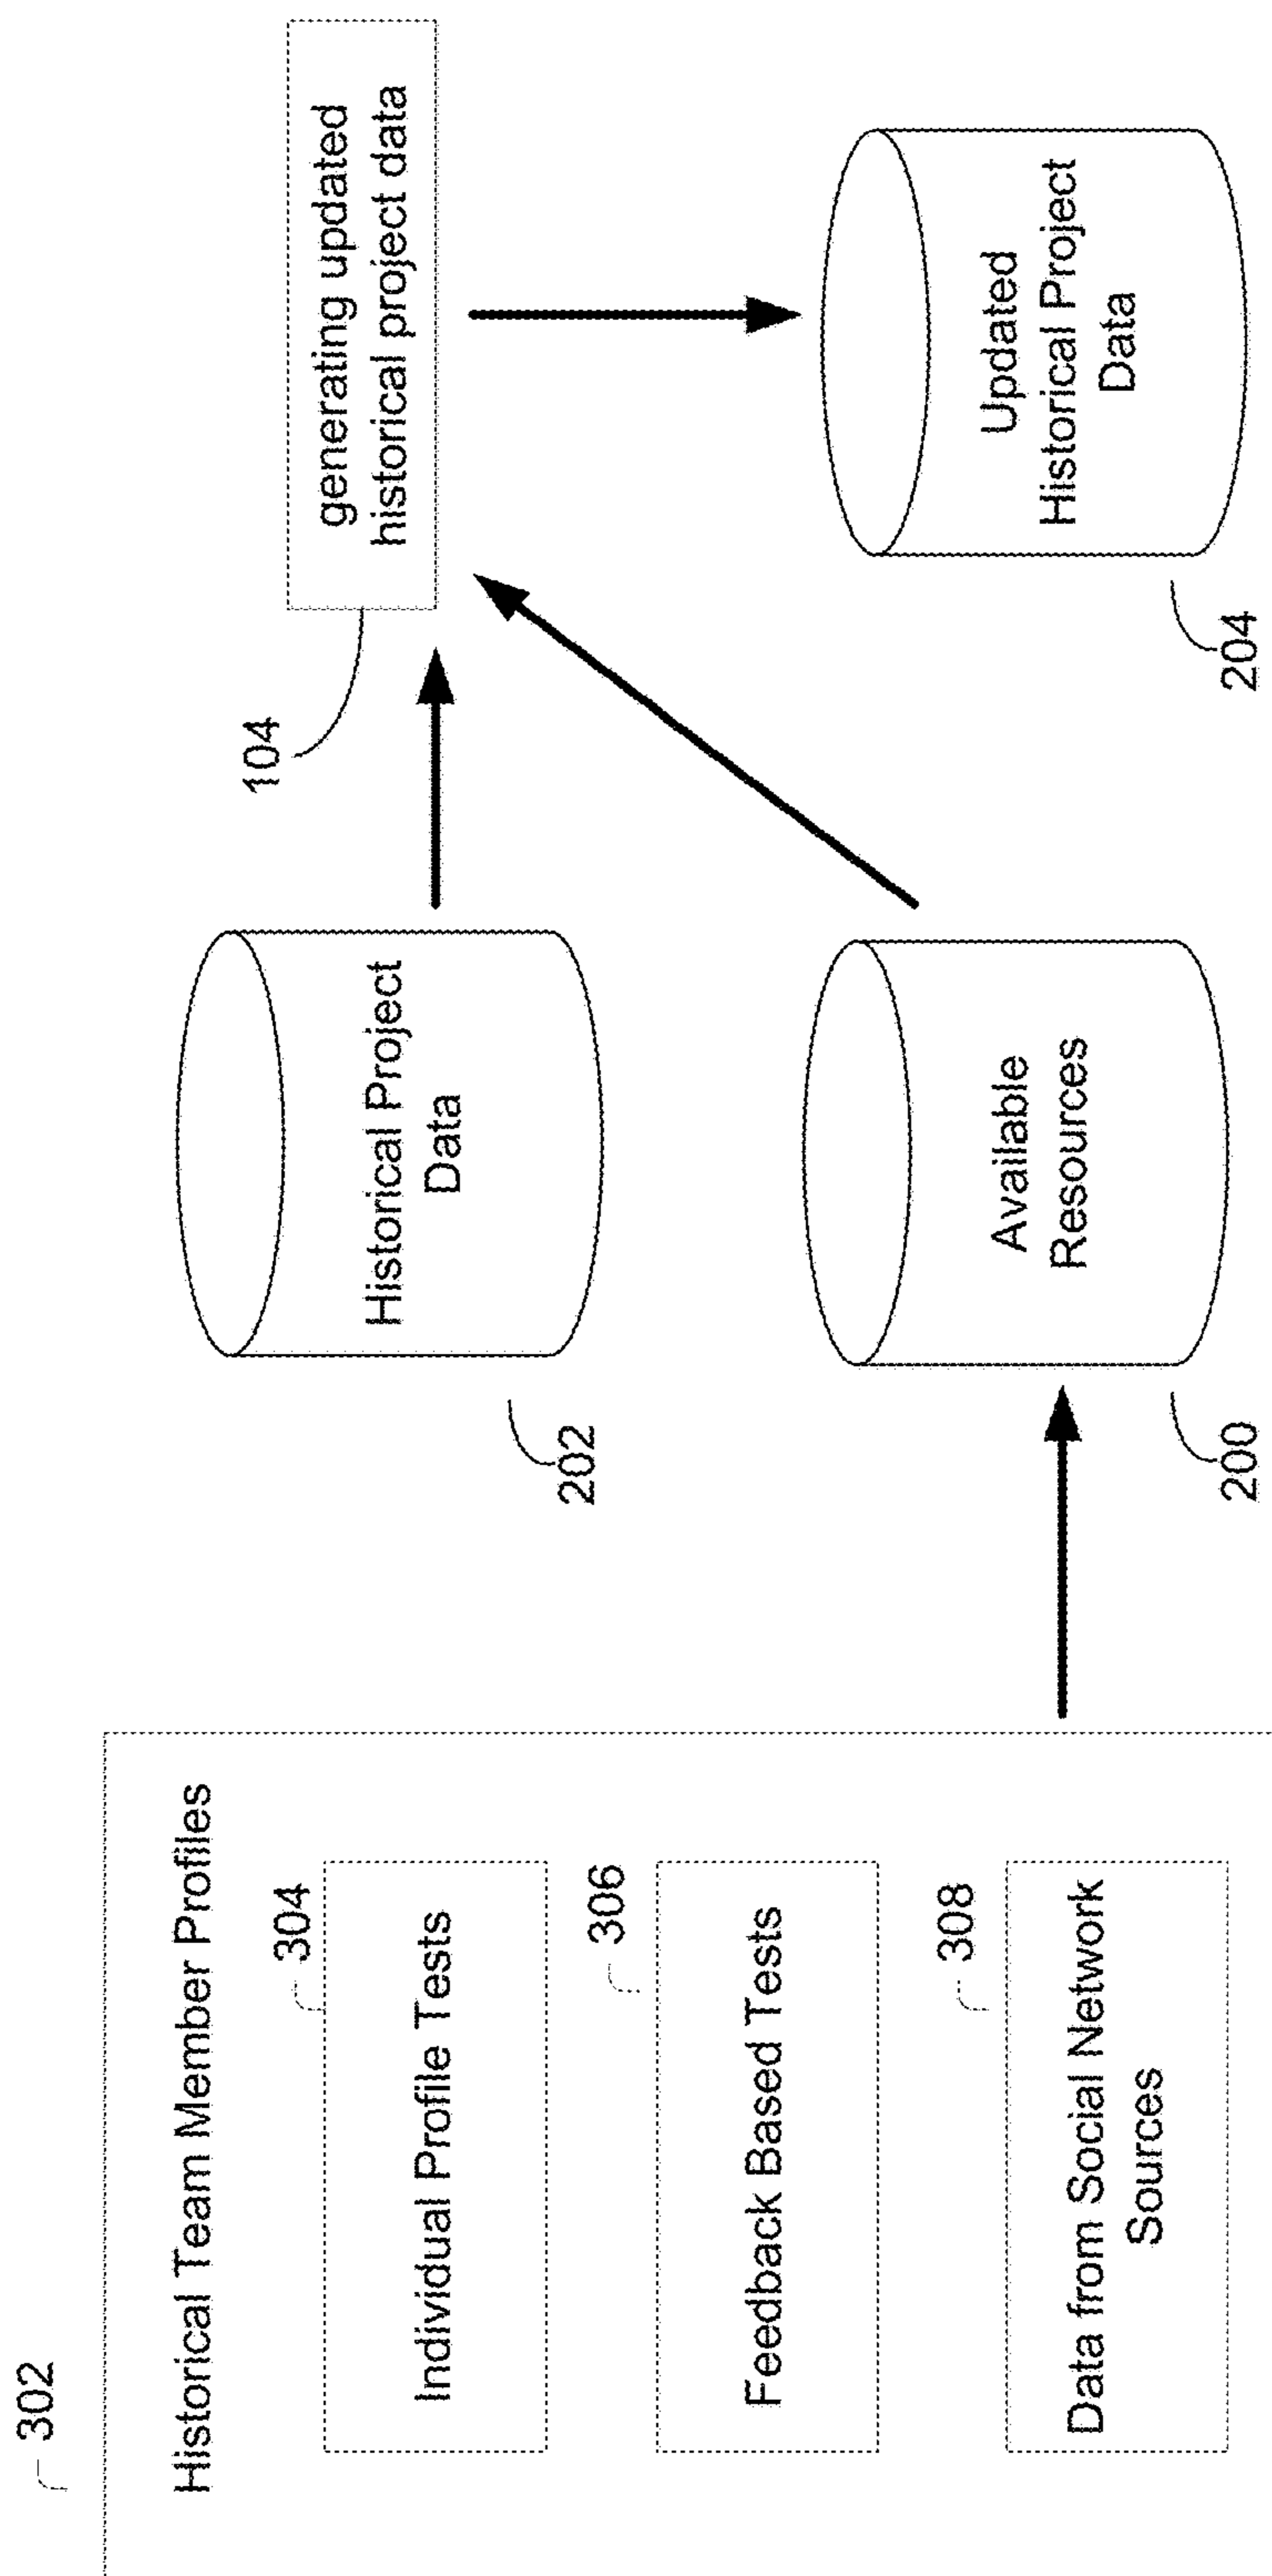 302
Historical Team Member Profiles
304
Individual Profile Tests
306
Feedback Based Tests
308
Data from Social Network
Sources
Historical Project
Data
202
Available
Resources
200
104
generating updated
historical project data
Updated
Historical Project
Data
204